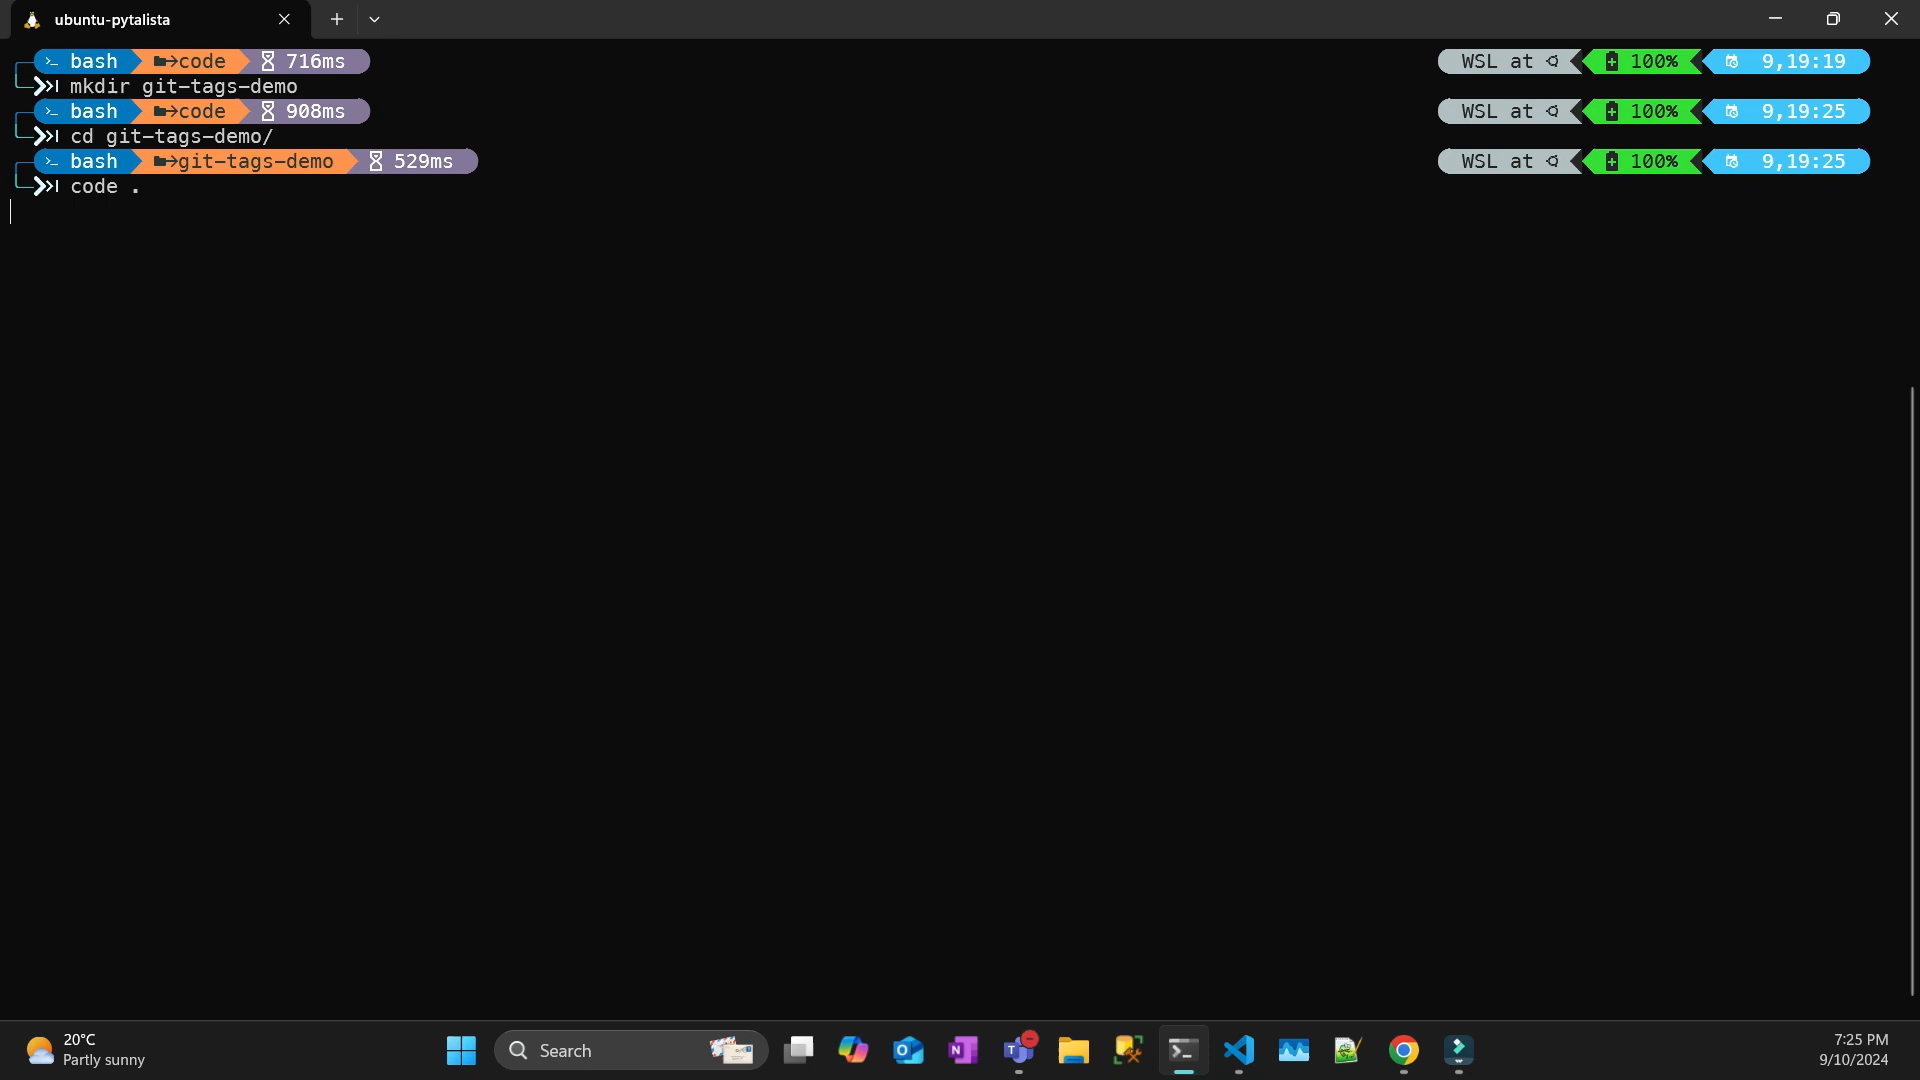 ubuntu-pytalista
bash code 716ms WSL at 100% 9,19:19
mkdir git-tags-demo
bash code 908ms WSL at 100% 9,19:25
cd git-tags-demo/
bash git-tags-demo 529ms WSL at 100% 9,19:25
code .
20°C
Partly sunny
Search
7:25 PM
9/10/2024